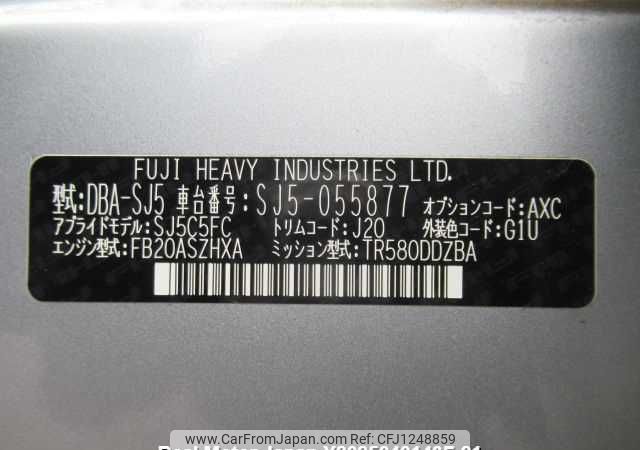 FUJI HEAVY INDUSTRIES LTD.
型式:DBA-SJ5 車台番号:SJ5-055877 オプションコード:AXC
アプライドモデル:SJ5C5FC トリムコード:J20 外装色コード:G1U
エンジン型式:FB20ASZHXA ミッション型式:TR580DDZBA
www.CarFromJapan.com | Car ID: CFJ1248859